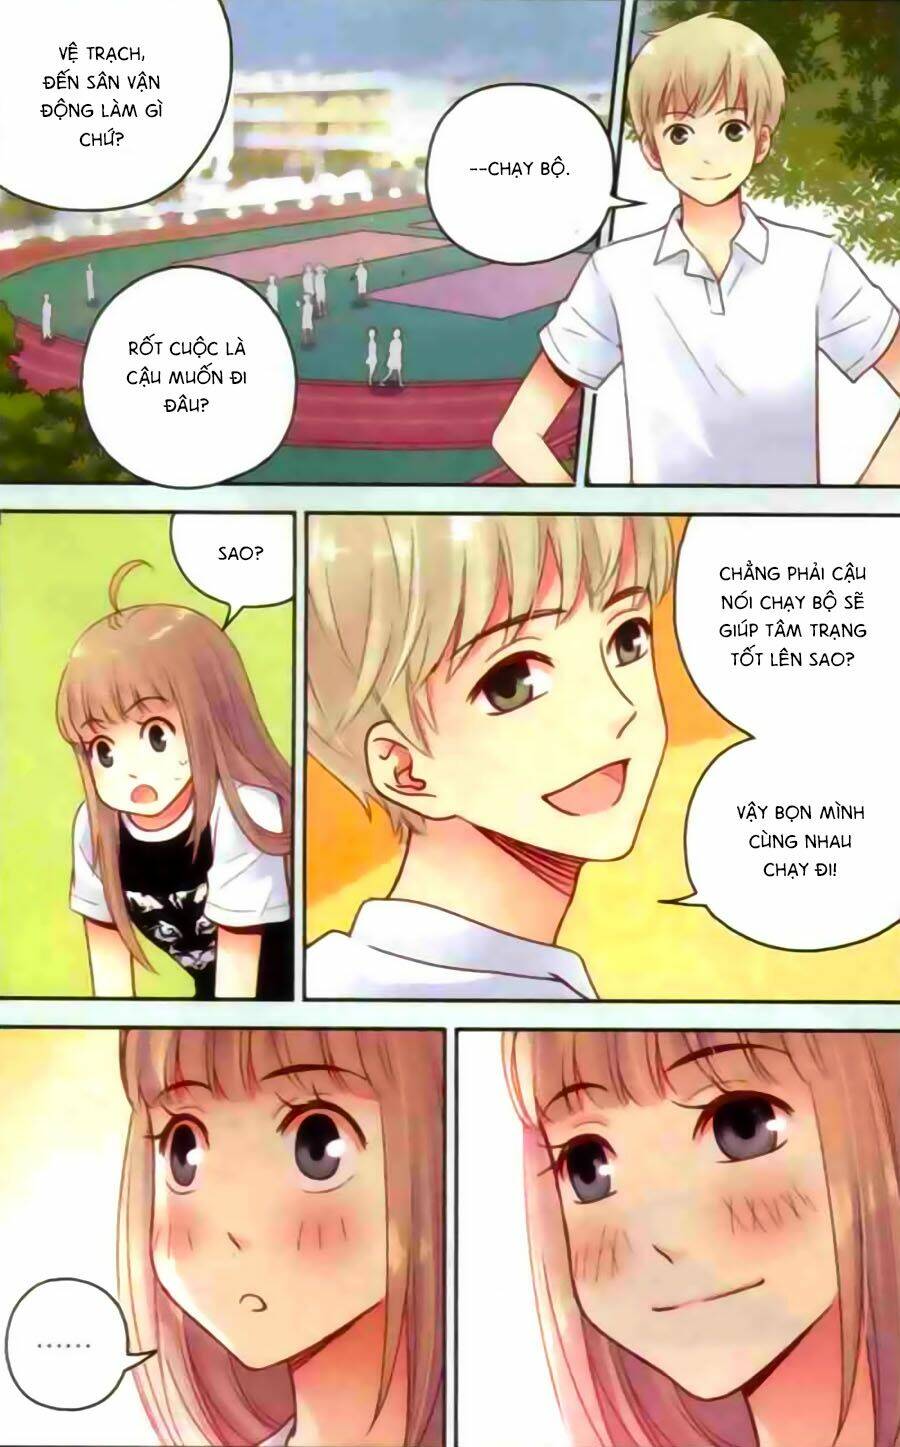 VỆ TRẠCH,
ĐẾN SÂN VẬN
ĐỘNG LÀM GÌ
CHỨ?
--CHẠY BỘ.
RỐT CUỘC LÀ
CẬU MUỐN ĐI
ĐÂU?
SAO?
CHẲNG PHẢI CẬU
NÓI CHẠY BỘ SẼ
GIÚP TÂM TRẠNG
TỐT LÊN SAO?
VẬY BỌN MÌNH
CÙNG NHAU
CHẠY ĐI!
......